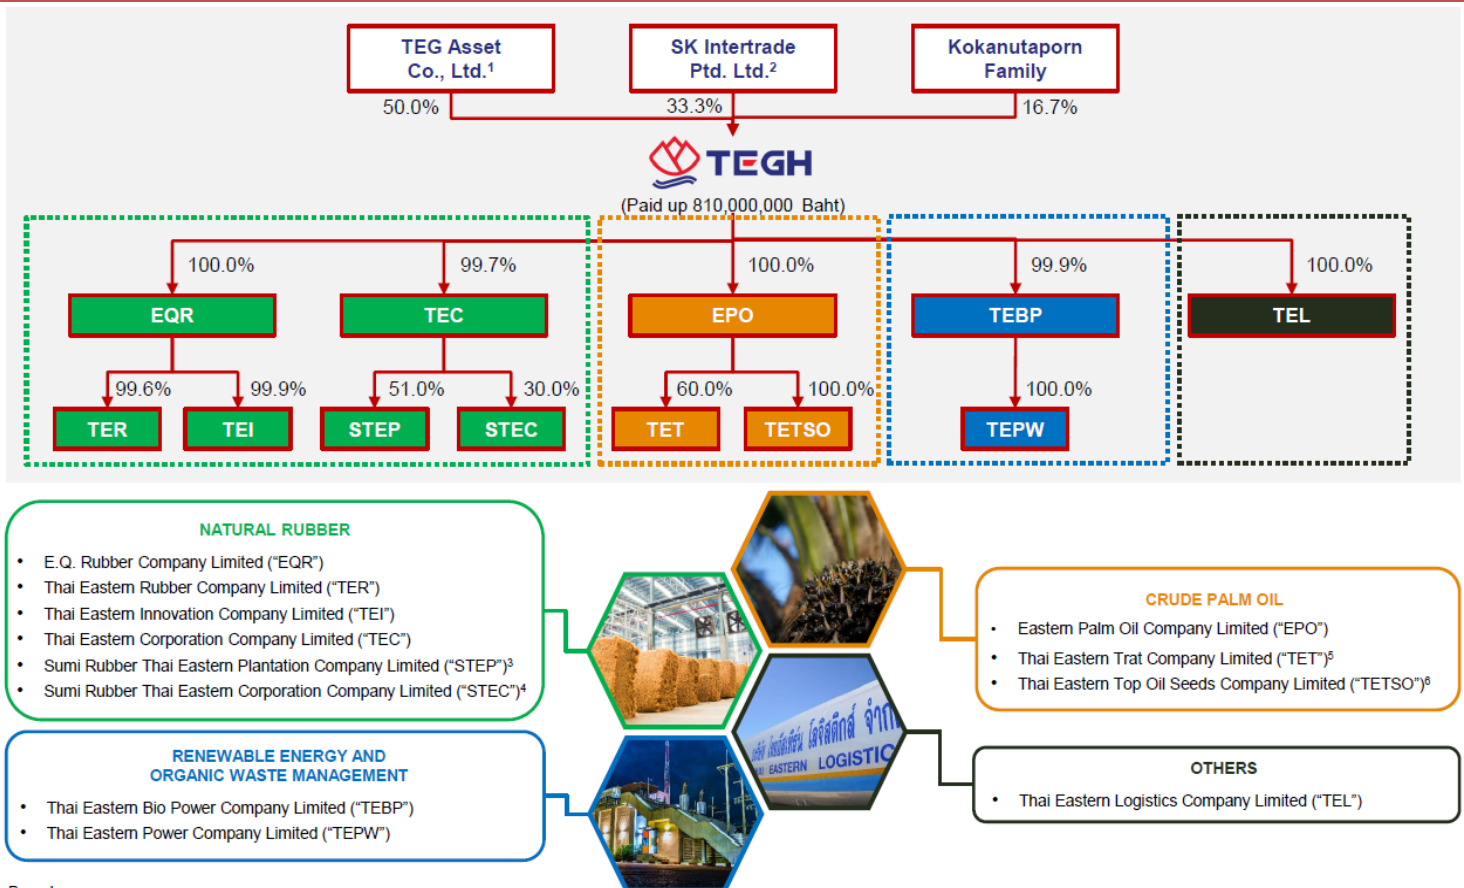 TEG Asset
Co., Ltd.¹
SK Intertrade
Ptd. Ltd.²
Kokanutaporn
Family
50.0%
33.3%
16.7%
TEGH
(Paid up 810,000,000 Baht)
100.0%
99.7%
100.0%
99.9%
100.0%
EQR
TEC
EPO
TEBP
TEL
99.6%
99.9%
51.0%
30.0%
60.0%
100.0%
100.0%
TER
TEI
STEP
STEC
TET
TETSO
TEPW
NATURAL RUBBER
• E.Q. Rubber Company Limited (“EQR”)
• Thai Eastern Rubber Company Limited (“TER”)
• Thai Eastern Innovation Company Limited (“TEI”)
• Thai Eastern Corporation Company Limited (“TEC”)
• Sumi Rubber Thai Eastern Plantation Company Limited (“STEP”)³
• Sumi Rubber Thai Eastern Corporation Company Limited (“STEC”)⁴
CRUDE PALM OIL
• Eastern Palm Oil Company Limited (“EPO”)
• Thai Eastern Trat Company Limited (“TET”)⁵
• Thai Eastern Top Oil Seeds Company Limited (“TETSO”)⁶
RENEWABLE ENERGY AND
ORGANIC WASTE MANAGEMENT
• Thai Eastern Bio Power Company Limited (“TEBP”)
• Thai Eastern Power Company Limited (“TEPW”)
OTHERS
• Thai Eastern Logistics Company Limited (“TEL”)
โลจิสติกส์
EASTERN LOGISTIC